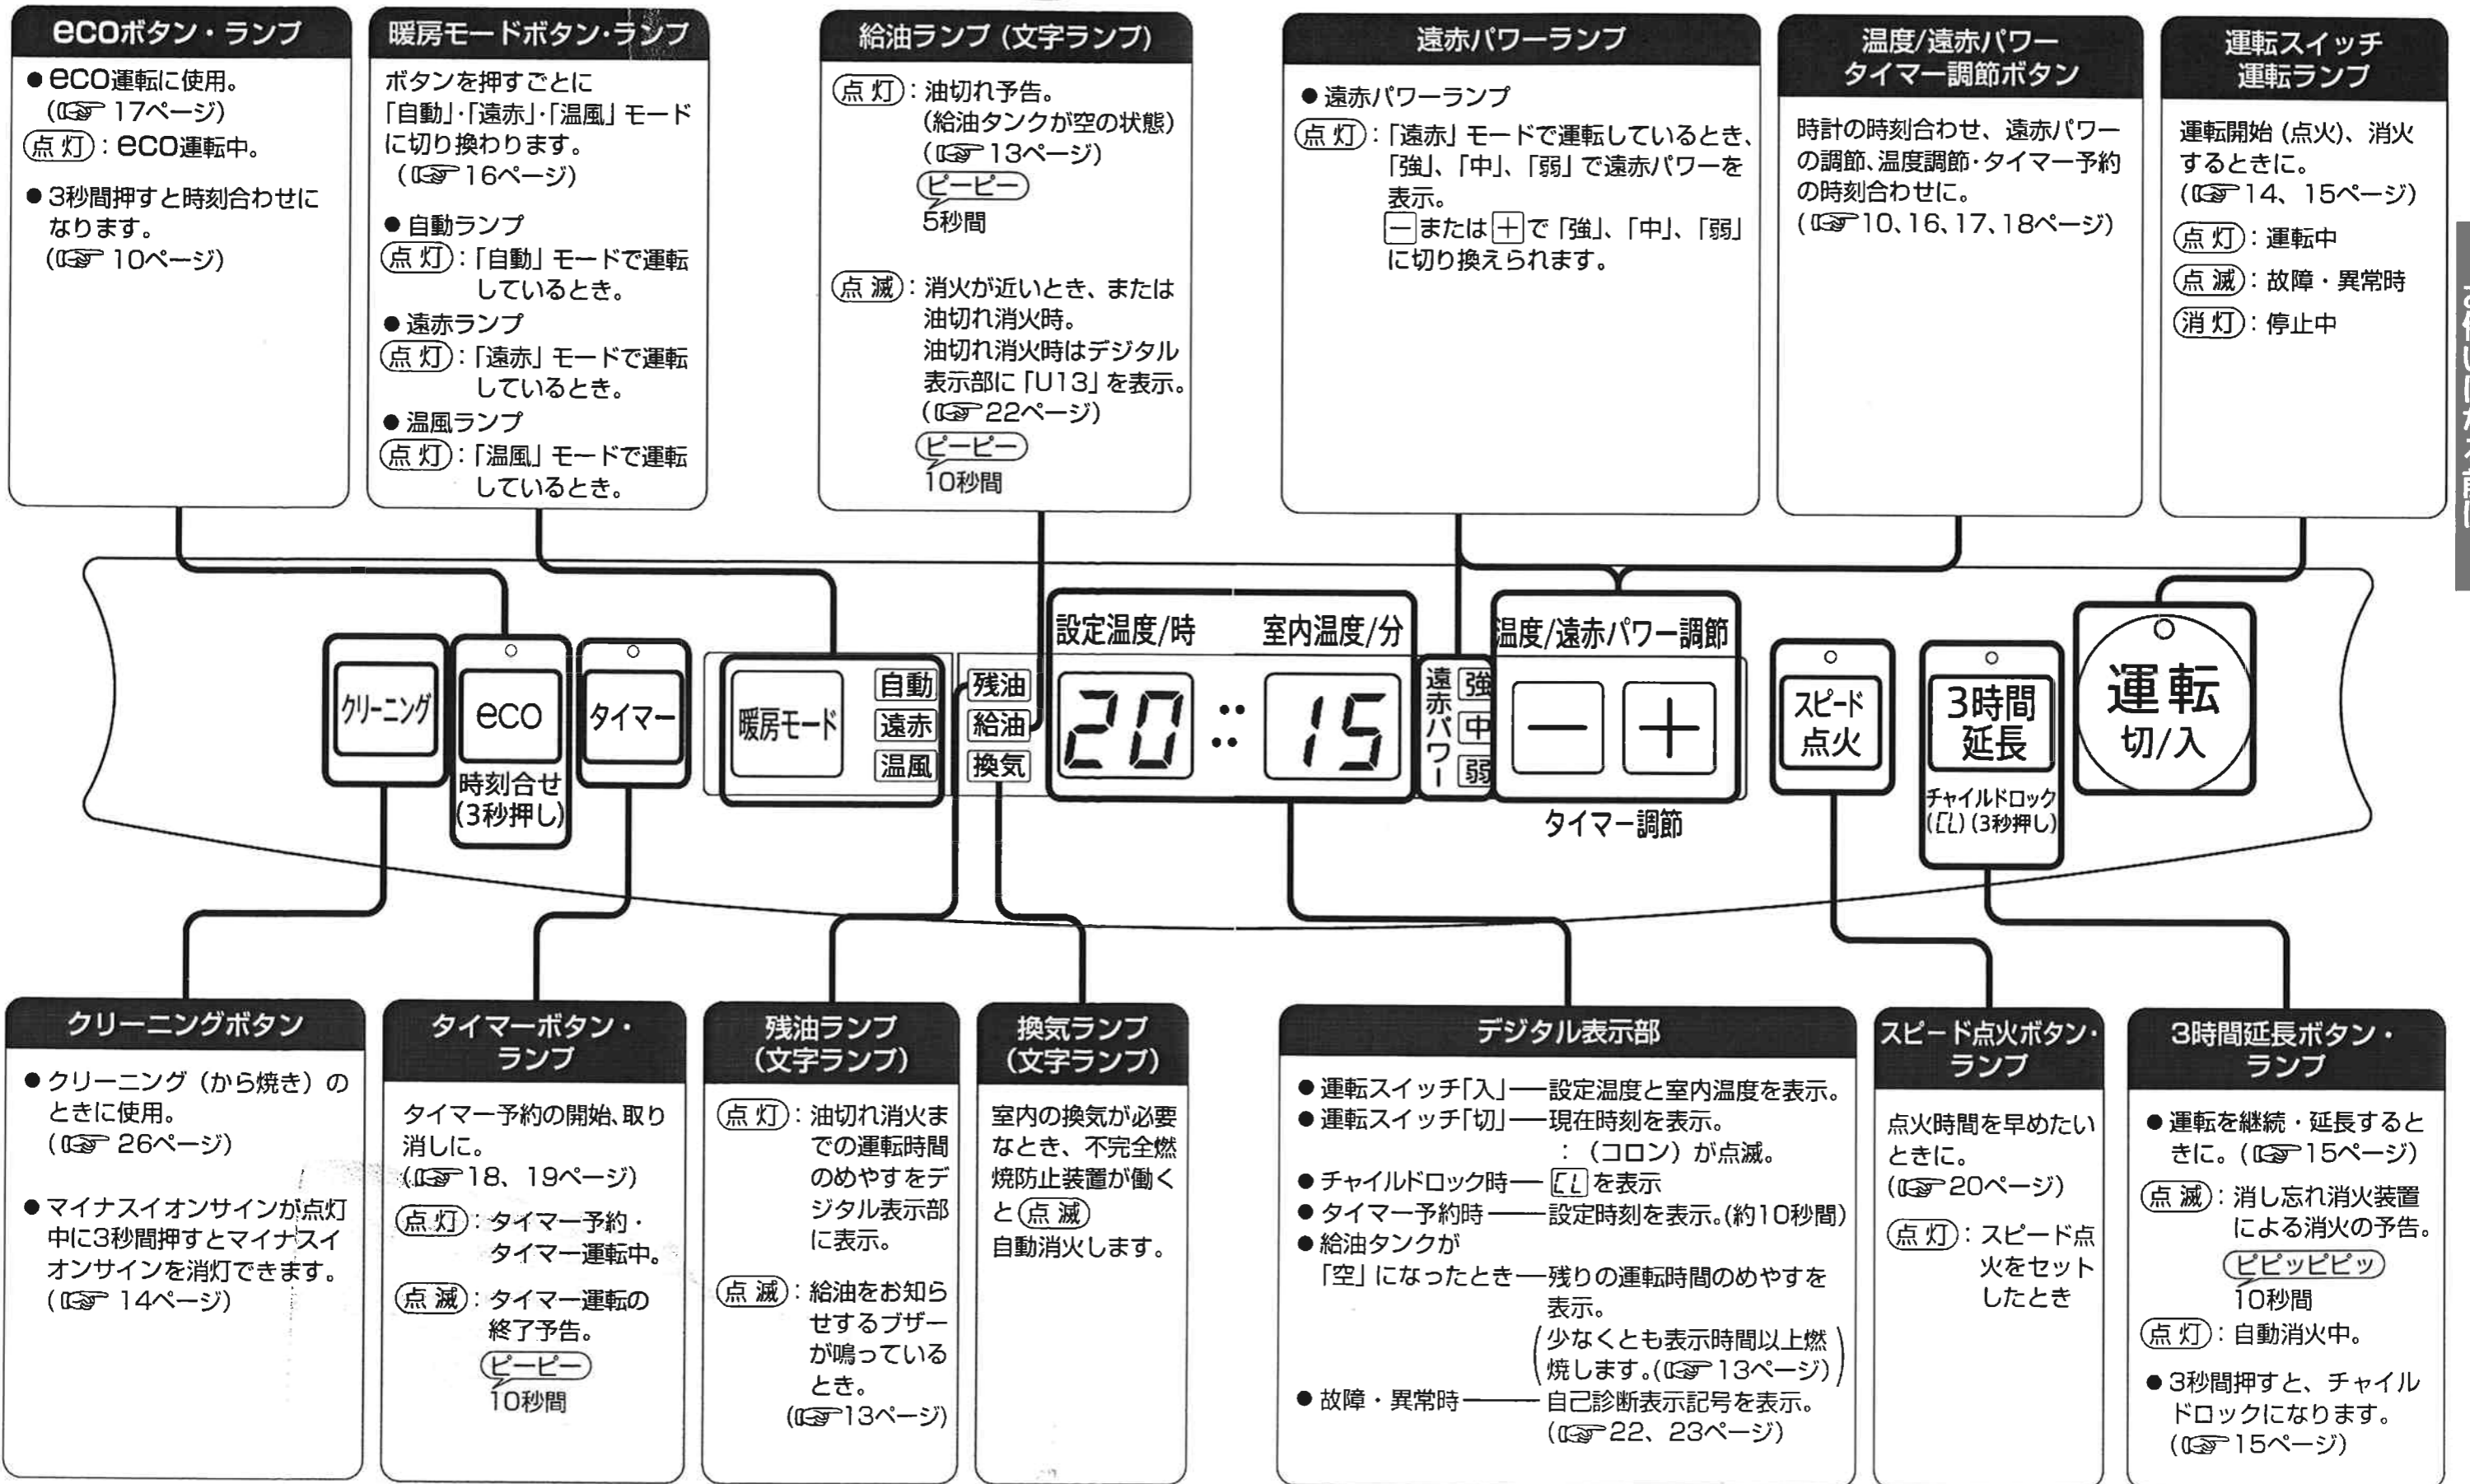 ecoボタン・ランプ
● eco運転に使用。
(☞ 17ページ)
点灯：eco運転中。
● 3秒間押すと時刻合わせに
なります。
(☞ 10ページ)
暖房モードボタン・ランプ
ボタンを押すごとに
「自動」・「遠赤」・「温風」モード
に切り換わります。
(☞16ページ)
● 自動ランプ
点灯：「自動」モードで運転
しているとき。
● 遠赤ランプ
点灯：「遠赤」モードで運転
しているとき。
● 温風ランプ
点灯：「温風」モードで運転
しているとき。
給油ランプ (文字ランプ)
点灯：油切れ予告。
(給油タンクが空の状態)
(☞13ページ)
ピーピー
5秒間
点滅：消火が近いとき、または
油切れ消火時。
油切れ消火時はデジタル
表示部に「U13」を表示。
(☞22ページ)
ピーピー
10秒間
遠赤パワーランプ
● 遠赤パワーランプ
点灯：「遠赤」モードで運転しているとき、
「強」、「中」、「弱」で遠赤パワーを
表示。
－または＋で「強」、「中」、「弱」
に切り換えられます。
温度/遠赤パワー
タイマー調節ボタン
時計の時刻合わせ、遠赤パワー
の調節、温度調節・タイマー予約
の時刻合わせに。
(☞10、16、17、18ページ)
運転スイッチ
運転ランプ
運転開始 (点火)、消火
するときに。
(☞14、15ページ)
点灯：運転中
点滅：故障・異常時
消灯：停止中
クリーニング
eco
時刻合せ
(3秒押し)
タイマー
暖房モード
自動
遠赤
温風
残油
給油
換気
設定温度/時
室内温度/分
20 :: 15
遠赤パワー
強
中
弱
温度/遠赤パワー調節
－ ＋
タイマー調節
スピード
点火
3時間
延長
チャイルドロック
(CL) (3秒押し)
運転
切/入
クリーニングボタン
● クリーニング（から焼き）の
ときに使用。
(☞ 26ページ)
● マイナスイオンサインが点灯
中に3秒間押すとマイナスイ
オンサインを消灯できます。
(☞ 14ページ)
タイマーボタン・
ランプ
タイマー予約の開始、取り
消しに。
(☞18、19ページ)
点灯：タイマー予約・
タイマー運転中。
点滅：タイマー運転の
終了予告。
ピーピー
10秒間
残油ランプ
(文字ランプ)
点灯：油切れ消火ま
での運転時間
のめやすをデ
ジタル表示部
に表示。
点滅：給油をお知ら
せするブザー
が鳴っている
とき。
(☞13ページ)
換気ランプ
(文字ランプ)
室内の換気が必要
なとき、不完全燃
焼防止装置が働く
と点滅
自動消火します。
デジタル表示部
● 運転スイッチ「入」──設定温度と室内温度を表示。
● 運転スイッチ「切」──現在時刻を表示。
：（コロン）が点滅。
● チャイルドロック時──CLを表示
● タイマー予約時───設定時刻を表示。(約10秒間)
● 給油タンクが
「空」になったとき──残りの運転時間のめやすを
表示。
(少なくとも表示時間以上燃
焼します。(☞13ページ))
● 故障・異常時────自己診断表示記号を表示。
(☞22、23ページ)
スピード点火ボタン・
ランプ
点火時間を早めたい
ときに。
(☞20ページ)
点灯：スピード点
火をセット
したとき
3時間延長ボタン・
ランプ
● 運転を継続・延長すると
きに。(☞15ページ)
点滅：消し忘れ消火装置
による消火の予告。
ピピッピピッ
10秒間
点灯：自動消火中。
● 3秒間押すと、チャイル
ドロックになります。
(☞15ページ)